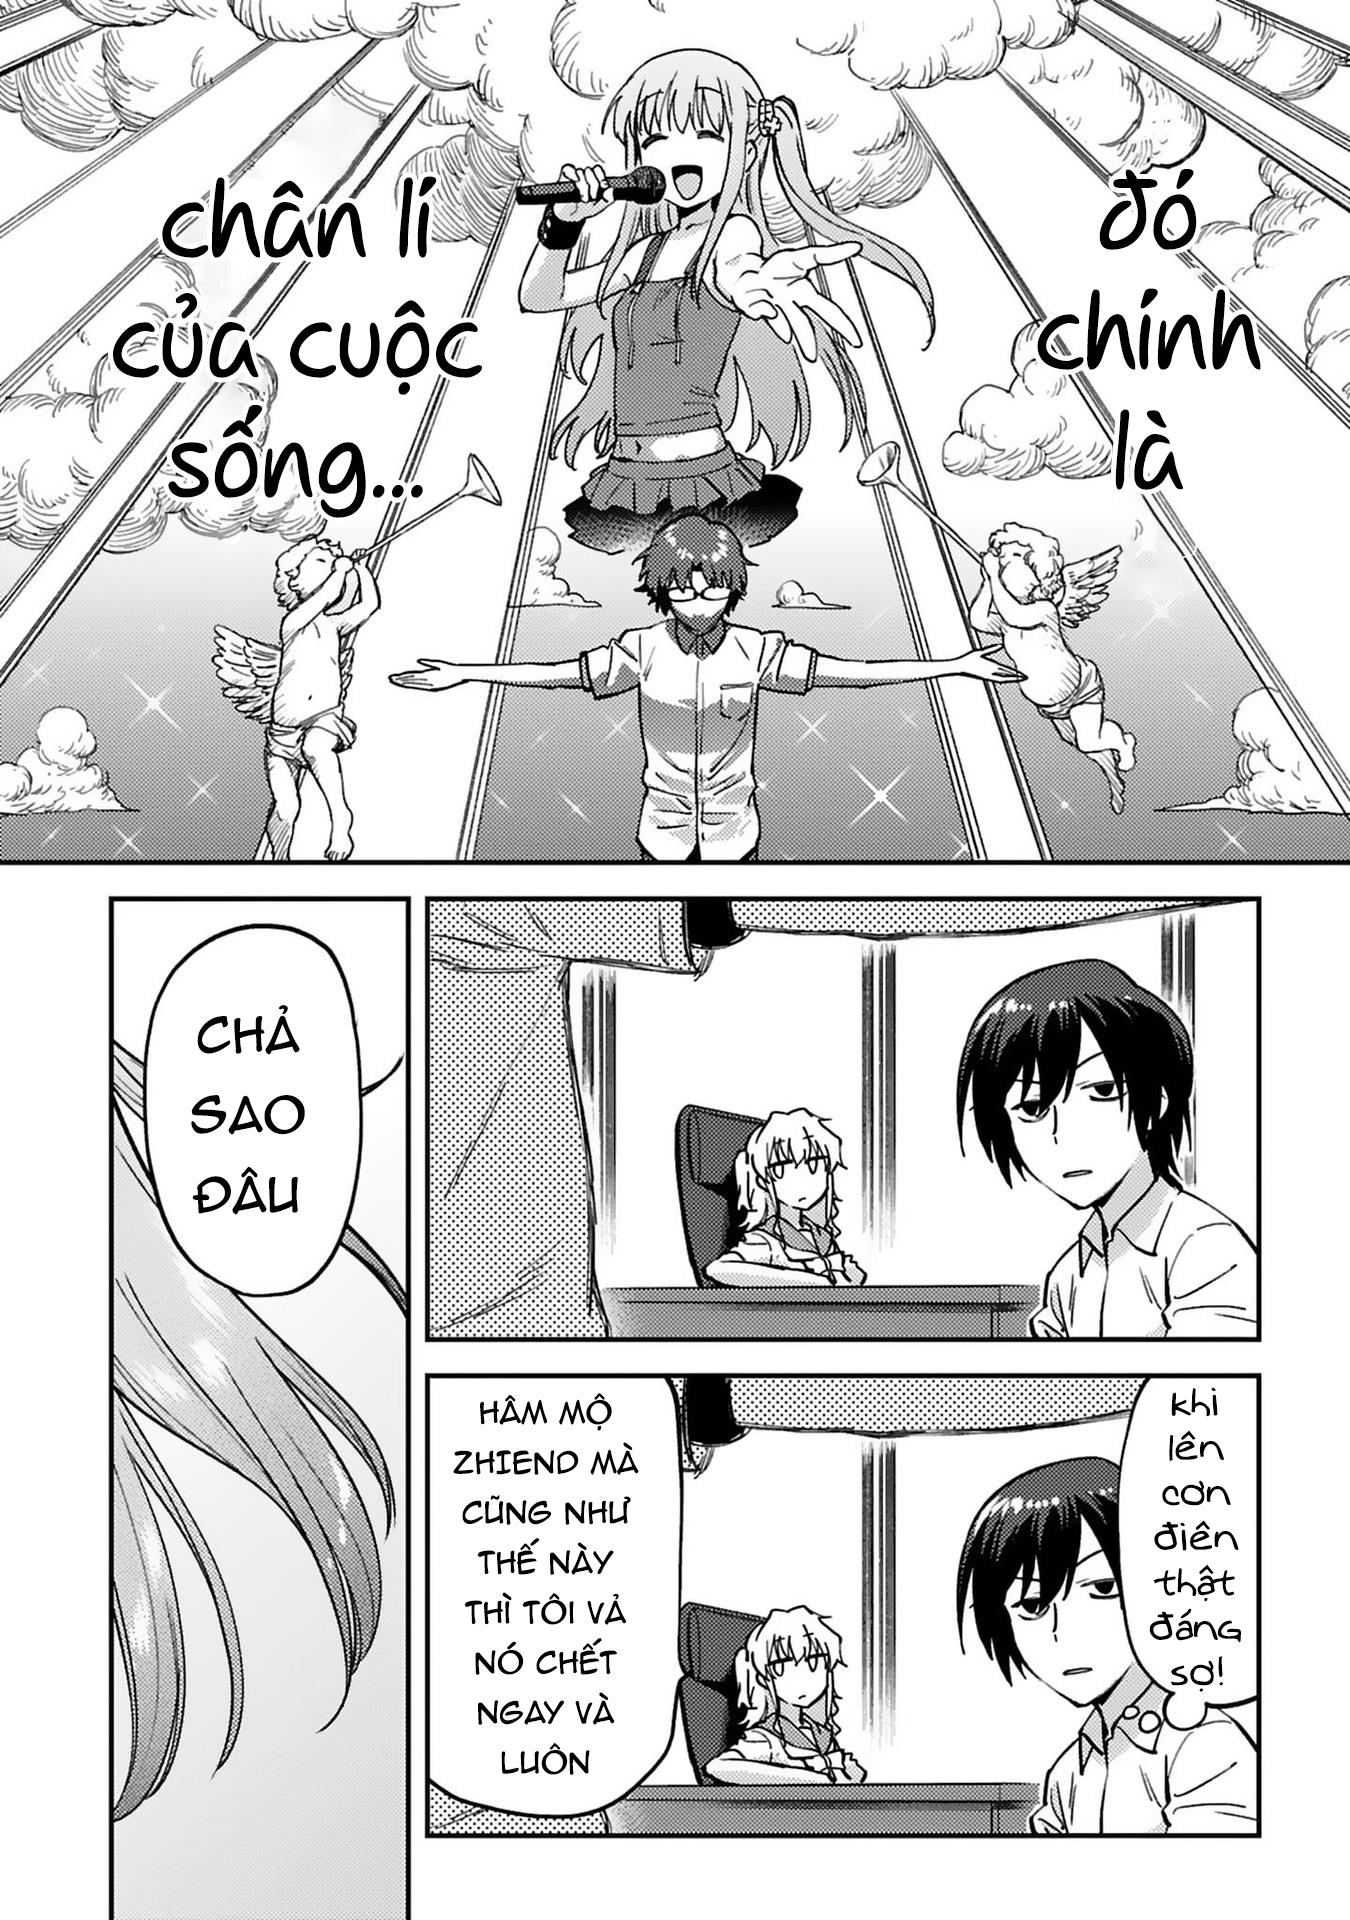 đó
chính
là
chân lí
của cuộc
sống...
khi
lên
cơn
điên
thật
đáng
sợ!
HÂM MỘ
ZHIEND MÀ
CŨNG NHƯ
THẾ NÀY
THÌ TÔI VẢ
NÓ CHẾT
NGAY VÀ
LUÔN
CHẢ
SAO
ĐÂU